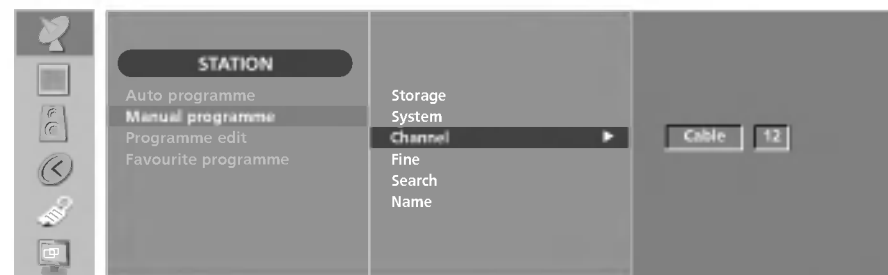 STATION
Auto programme
Manual programme
Programme edit
Favourite programme
Storage
System
Channel
Fine
Search
Name
Cable 12